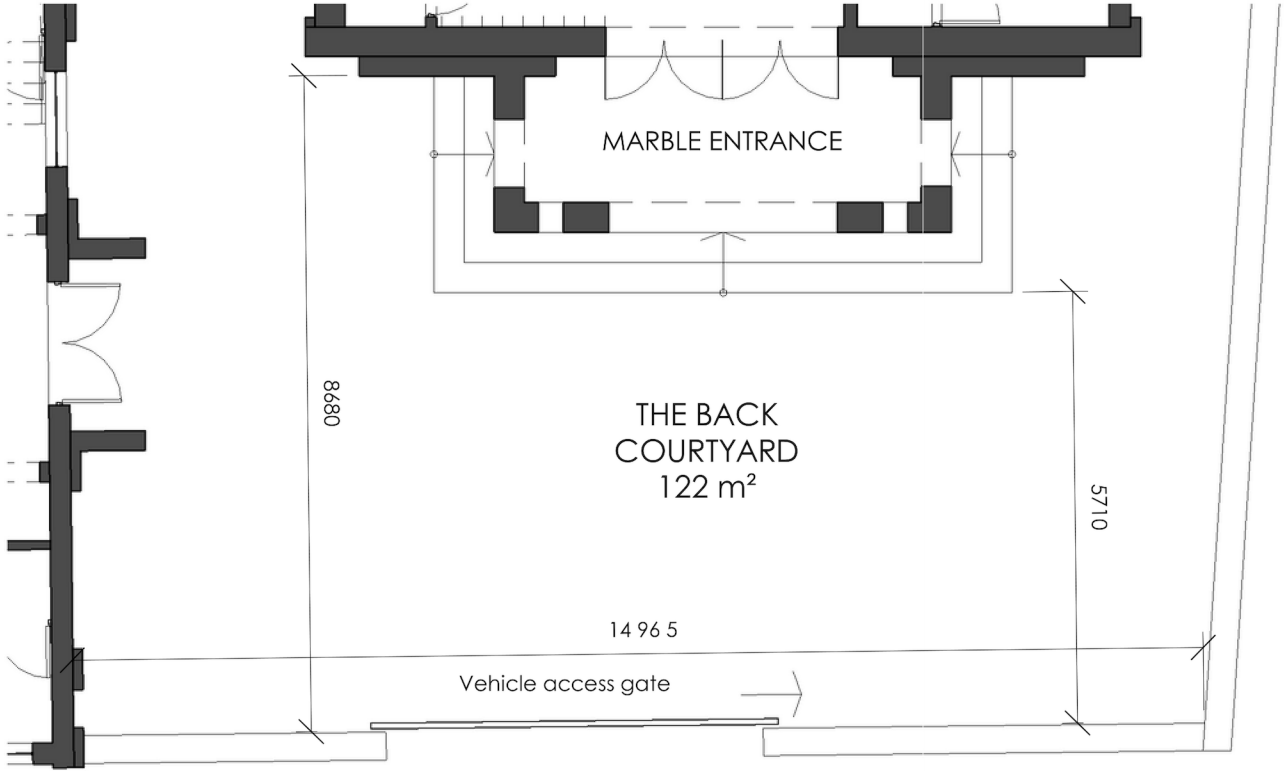 MARBLE ENTRANCE
8680
THE BACK
COURTYARD
122 m²
5710
14 96 5
Vehicle access gate